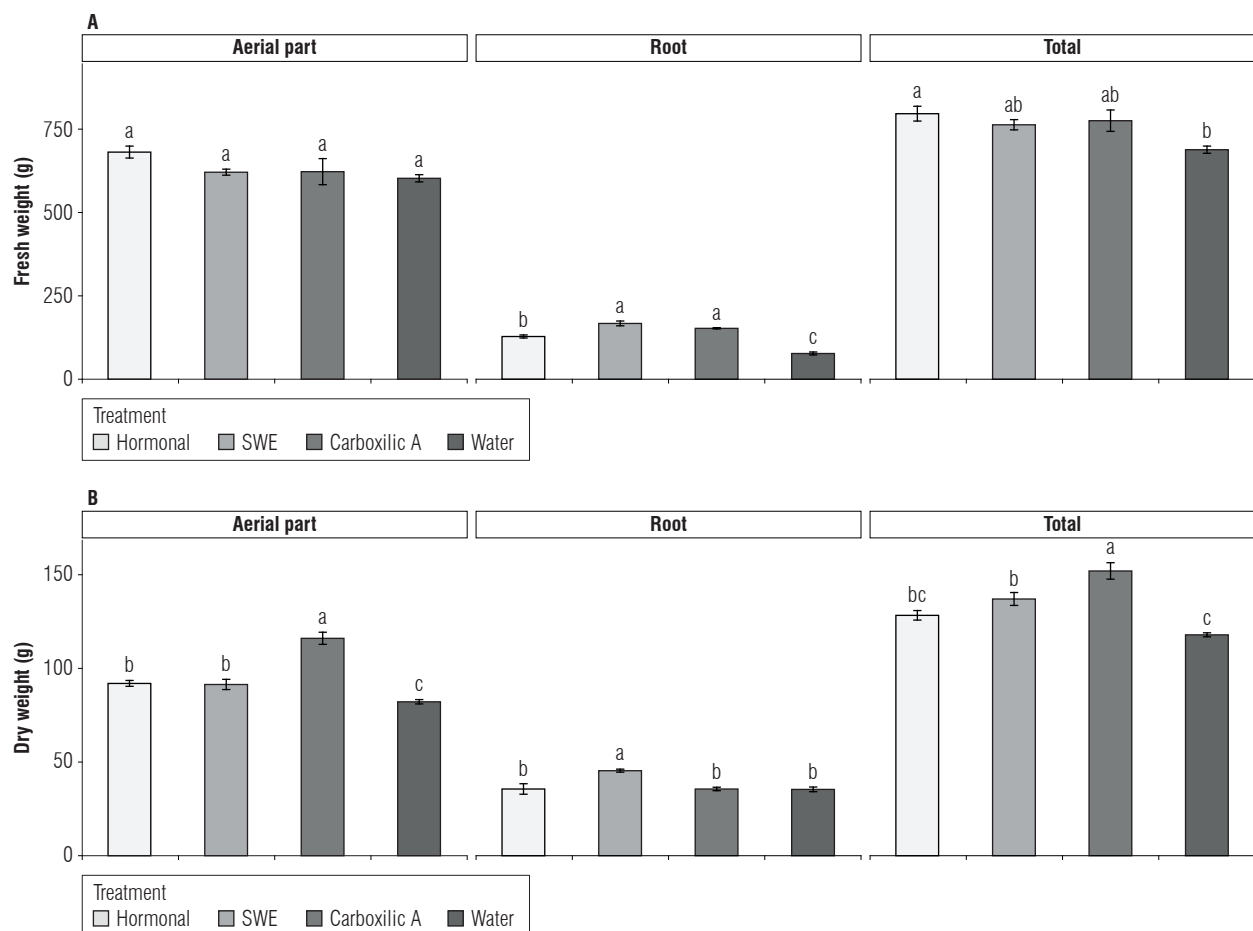 A
Aerial part Root Total
Fresh weight (g)
750
500
250
0
a a a a
b a a c
a ab ab b
Treatment
Hormonal SWE Carboxilic A Water
B
Aerial part Root Total
Dry weight (g)
150
100
50
0
b b a c
b a b b
bc b a c
Treatment
Hormonal SWE Carboxilic A Water